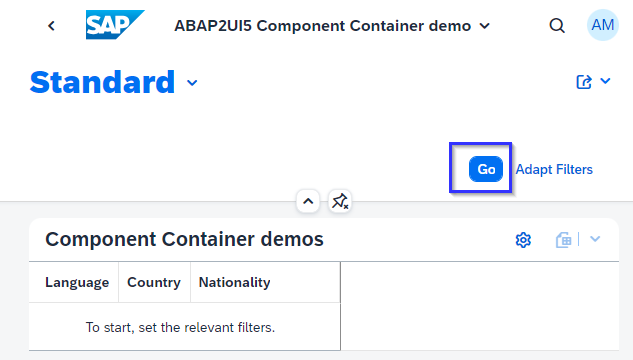 SAP ABAP2UI5 Component Container demo AM
Standard
Go Adapt Filters
Component Container demos
Language Country Nationality
To start, set the relevant filters.